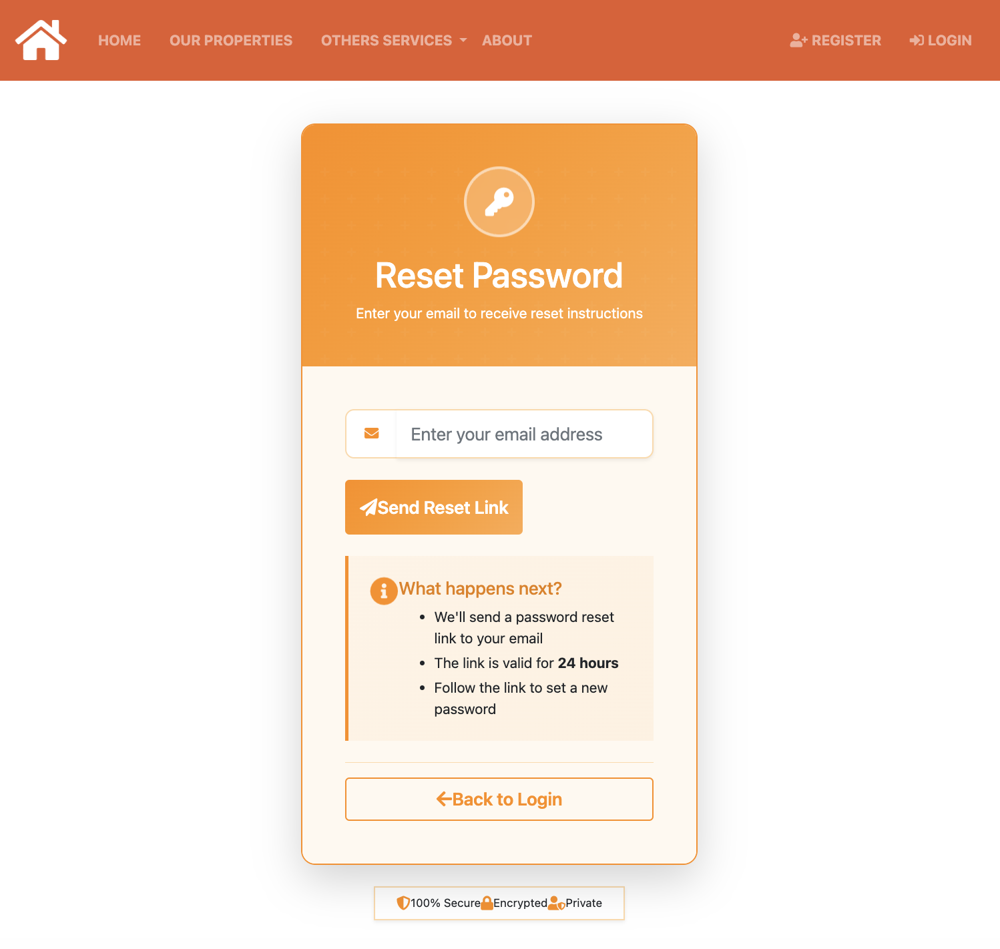 HOME OUR PROPERTIES OTHERS SERVICES ABOUT REGISTER LOGIN
Reset Password
Enter your email to receive reset instructions
Enter your email address
Send Reset Link
What happens next?
We'll send a password reset
link to your email
The link is valid for 24 hours
Follow the link to set a new
password
Back to Login
100% Secure Encrypted Private